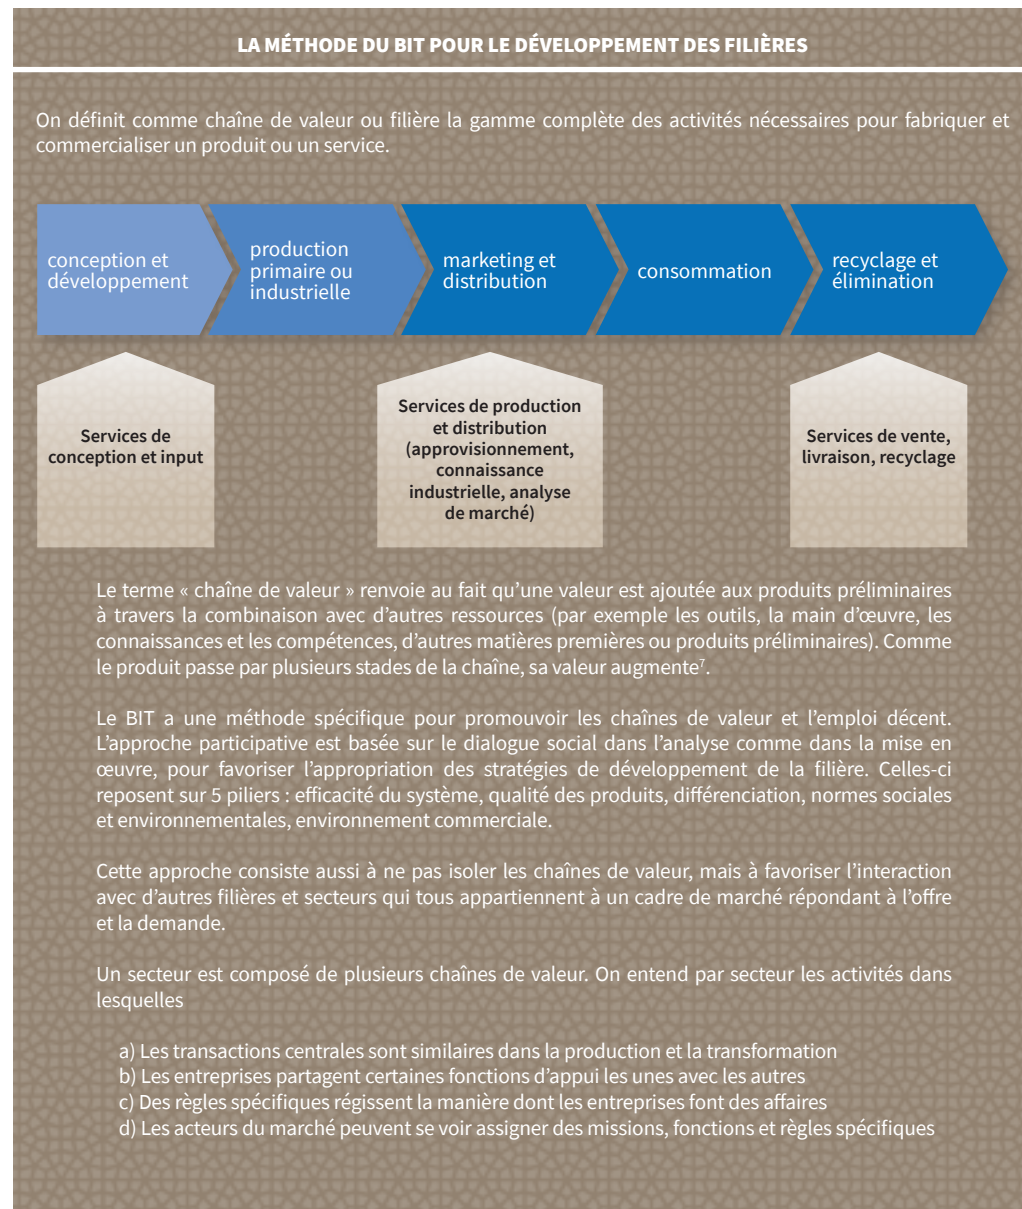 LA MÉTHODE DU BIT POUR LE DÉVELOPPEMENT DES FILIÈRES
On définit comme chaîne de valeur ou filière la gamme complète des activités nécessaires pour fabriquer et
commercialiser un produit ou un service.
conception et
développement
production
primaire ou
industrielle
marketing et
distribution
consommation
recyclage et
élimination
Services de
conception et input
Services de production
et distribution
(approvisionnement,
connaissance
industrielle, analyse
de marché)
Services de vente,
livraison, recyclage
Le terme « chaîne de valeur » renvoie au fait qu’une valeur est ajoutée aux produits préliminaires
à travers la combinaison avec d’autres ressources (par exemple les outils, la main d’œuvre, les
connaissances et les compétences, d’autres matières premières ou produits préliminaires). Comme
le produit passe par plusieurs stades de la chaîne, sa valeur augmente⁷.
Le BIT a une méthode spécifique pour promouvoir les chaînes de valeur et l’emploi décent.
L’approche participative est basée sur le dialogue social dans l’analyse comme dans la mise en
œuvre, pour favoriser l’appropriation des stratégies de développement de la filière. Celles-ci
reposent sur 5 piliers : efficacité du système, qualité des produits, différenciation, normes sociales
et environnementales, environnement commerciale.
Cette approche consiste aussi à ne pas isoler les chaînes de valeur, mais à favoriser l’interaction
avec d’autres filières et secteurs qui tous appartiennent à un cadre de marché répondant à l’offre
et la demande.
Un secteur est composé de plusieurs chaînes de valeur. On entend par secteur les activités dans
lesquelles
a) Les transactions centrales sont similaires dans la production et la transformation
b) Les entreprises partagent certaines fonctions d’appui les unes avec les autres
c) Des règles spécifiques régissent la manière dont les entreprises font des affaires
d) Les acteurs du marché peuvent se voir assigner des missions, fonctions et règles spécifiques